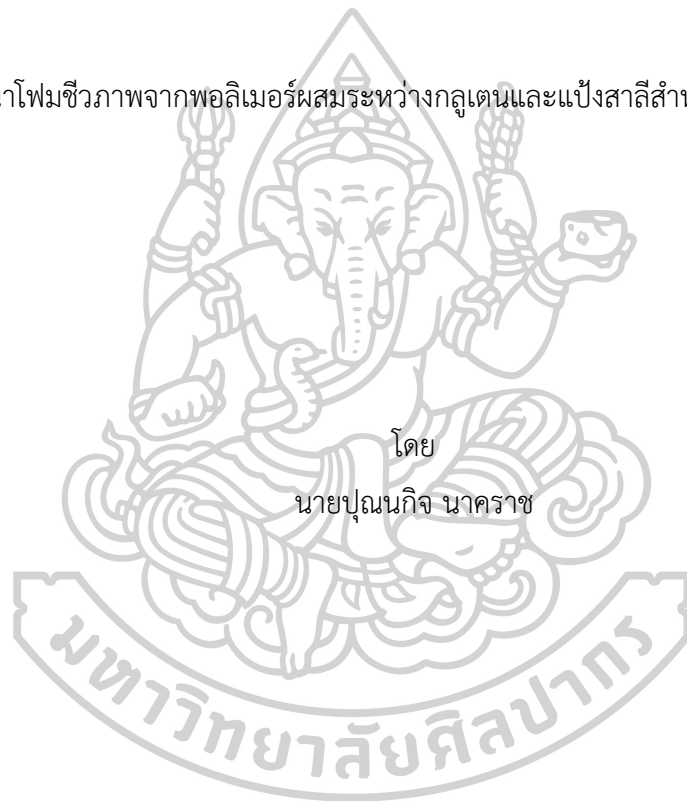 นาโฟมชีวภาพจากพอลิเมอร์ผสมระหว่างกลูเตนและแป้งสาลีสำห
โดย
นายปุณนกิจ นาคราช
มหาวิทยาลัยศิลปากร